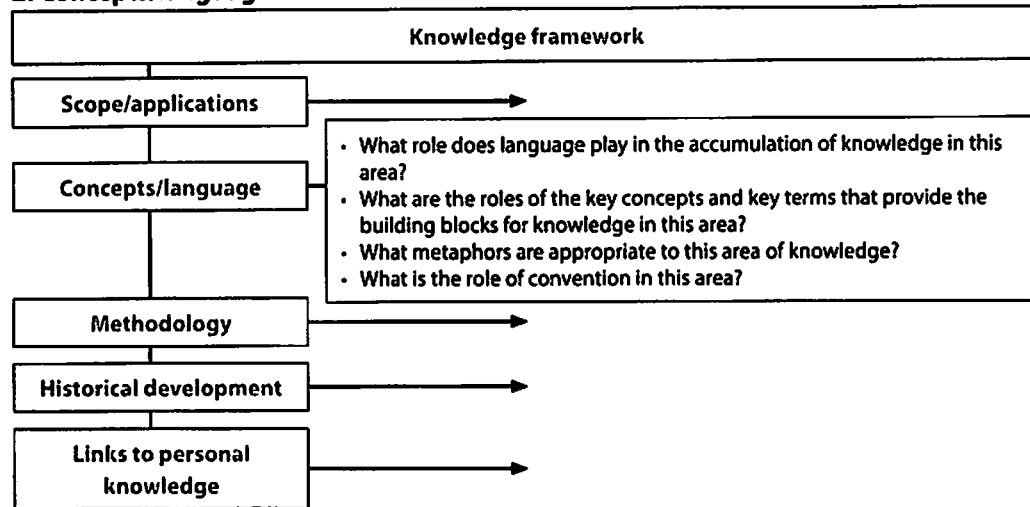 Knowledge framework
Scope/applications
Concepts/language
• What role does language play in the accumulation of knowledge in this
area?
• What are the roles of the key concepts and key terms that provide the
building blocks for knowledge in this area?
• What metaphors are appropriate to this area of knowledge?
• What is the role of convention in this area?
Methodology
Historical development
Links to personal
knowledge